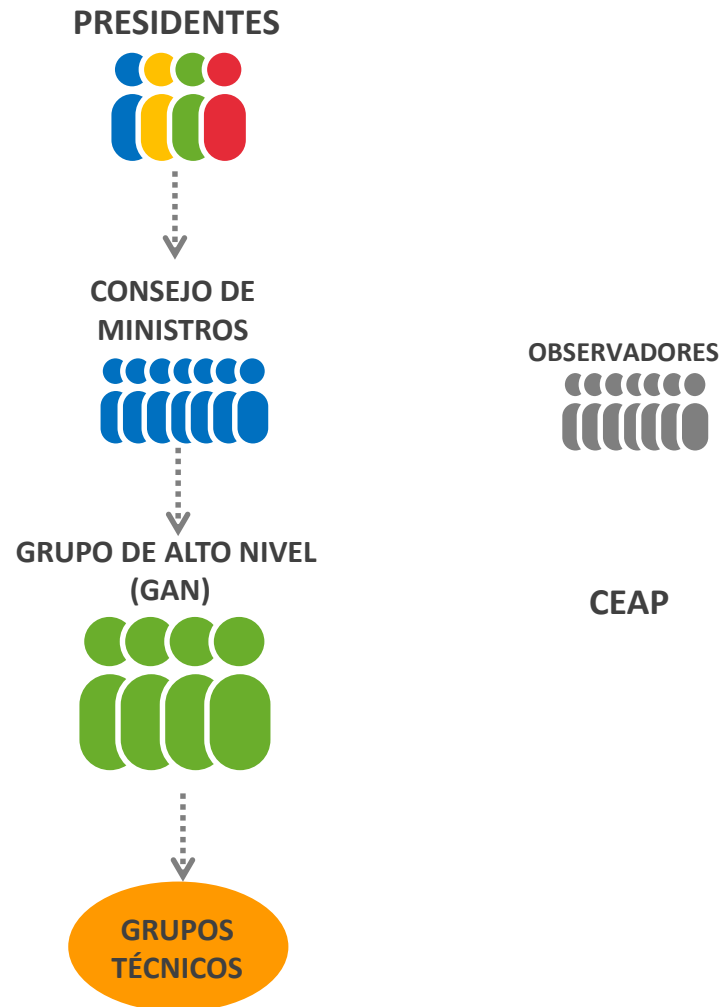 PRESIDENTES
CONSEJO DE
MINISTROS
OBSERVADORES
GRUPO DE ALTO NIVEL
(GAN)
CEAP
GRUPOS
TÉCNICOS